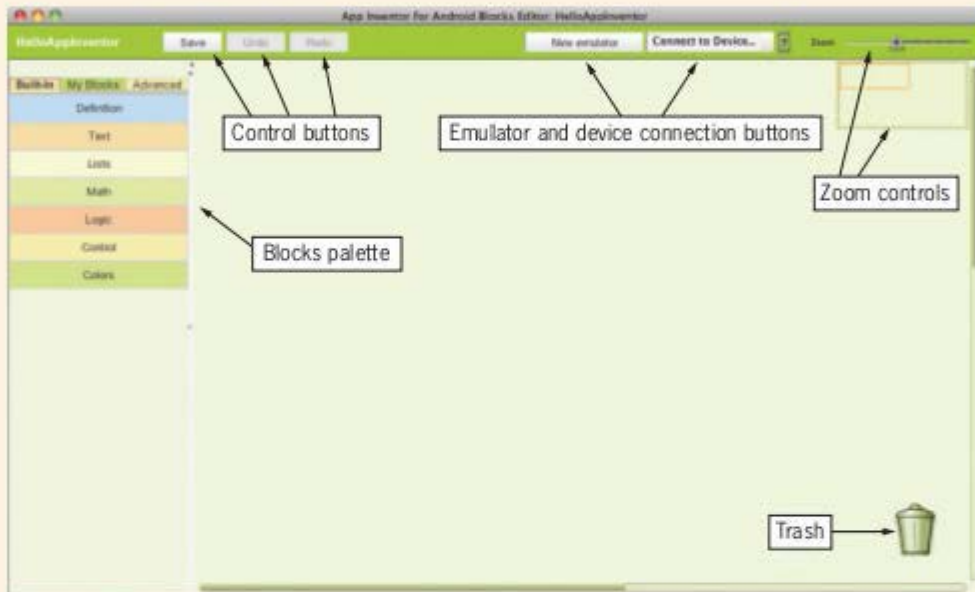 App Inventor for Android Blocks Editor: HelloAppInventor
HelloAppInventor
Save
Undo
Redo
New emulator
Connect to Device...
Zoom
Built-In
My Blocks
Advanced
Definition
Text
Lists
Math
Logic
Control
Colors
Control buttons
Emullator and device connection buttons
Zoom controls
Blocks palette
Trash